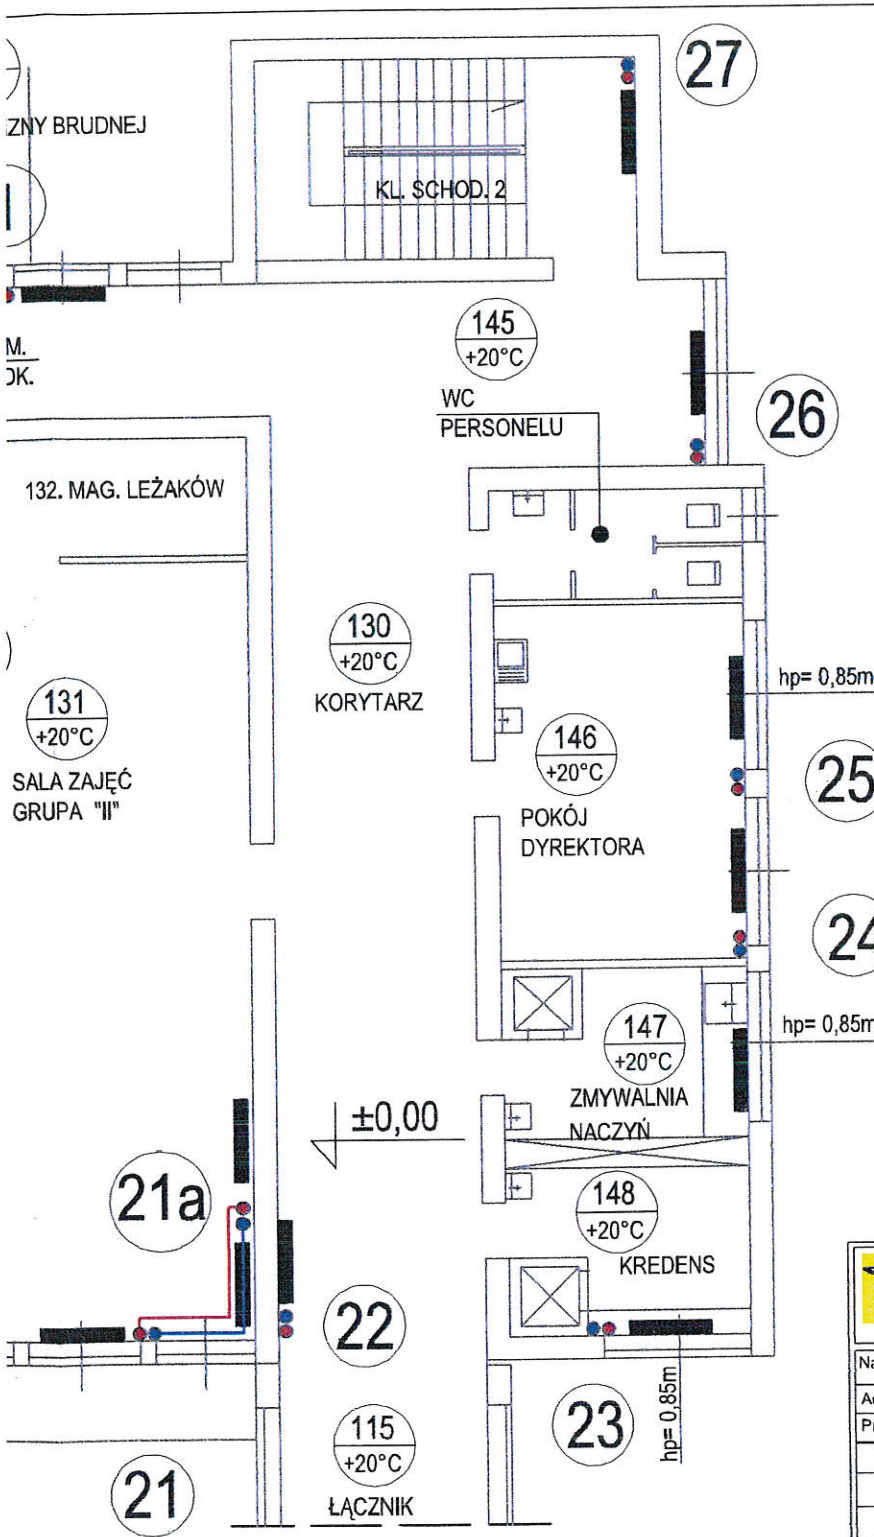 27
ZNY BRUDNEJ
KL. SCHOD. 2
145
+20°C
M.
OK.
WC
PERSONELU
26
132. MAG. LEŻAKÓW
130
+20°C
KORYTARZ
131
+20°C
SALA ZAJĘĆ
GRUPA "II"
hp= 0,85m
146
+20°C
POKÓJ
DYREKTORA
25
24
147
+20°C
hp= 0,85m
ZMYWALNIA
NACZYŃ
±0,00
21a
148
+20°C
KREDENS
22
23
hp= 0,85m
115
+20°C
ŁĄCZNIK
21
Na
Ad